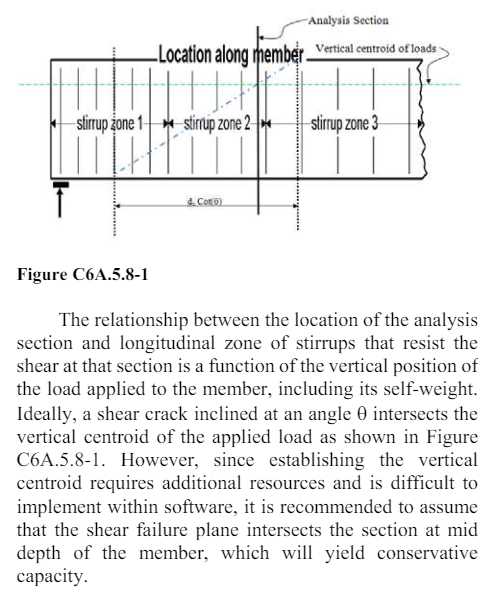 Analysis Section
Location along member
Vertical centroid of loads
stirrup zone 1
stirrup zone 2
stirrup zone 3
dᵥ Cot(θ)
Figure C6A.5.8-1
The relationship between the location of the analysis
section and longitudinal zone of stirrups that resist the
shear at that section is a function of the vertical position of
the load applied to the member, including its self-weight.
Ideally, a shear crack inclined at an angle θ intersects the
vertical centroid of the applied load as shown in Figure
C6A.5.8-1. However, since establishing the vertical
centroid requires additional resources and is difficult to
implement within software, it is recommended to assume
that the shear failure plane intersects the section at mid
depth of the member, which will yield conservative
capacity.